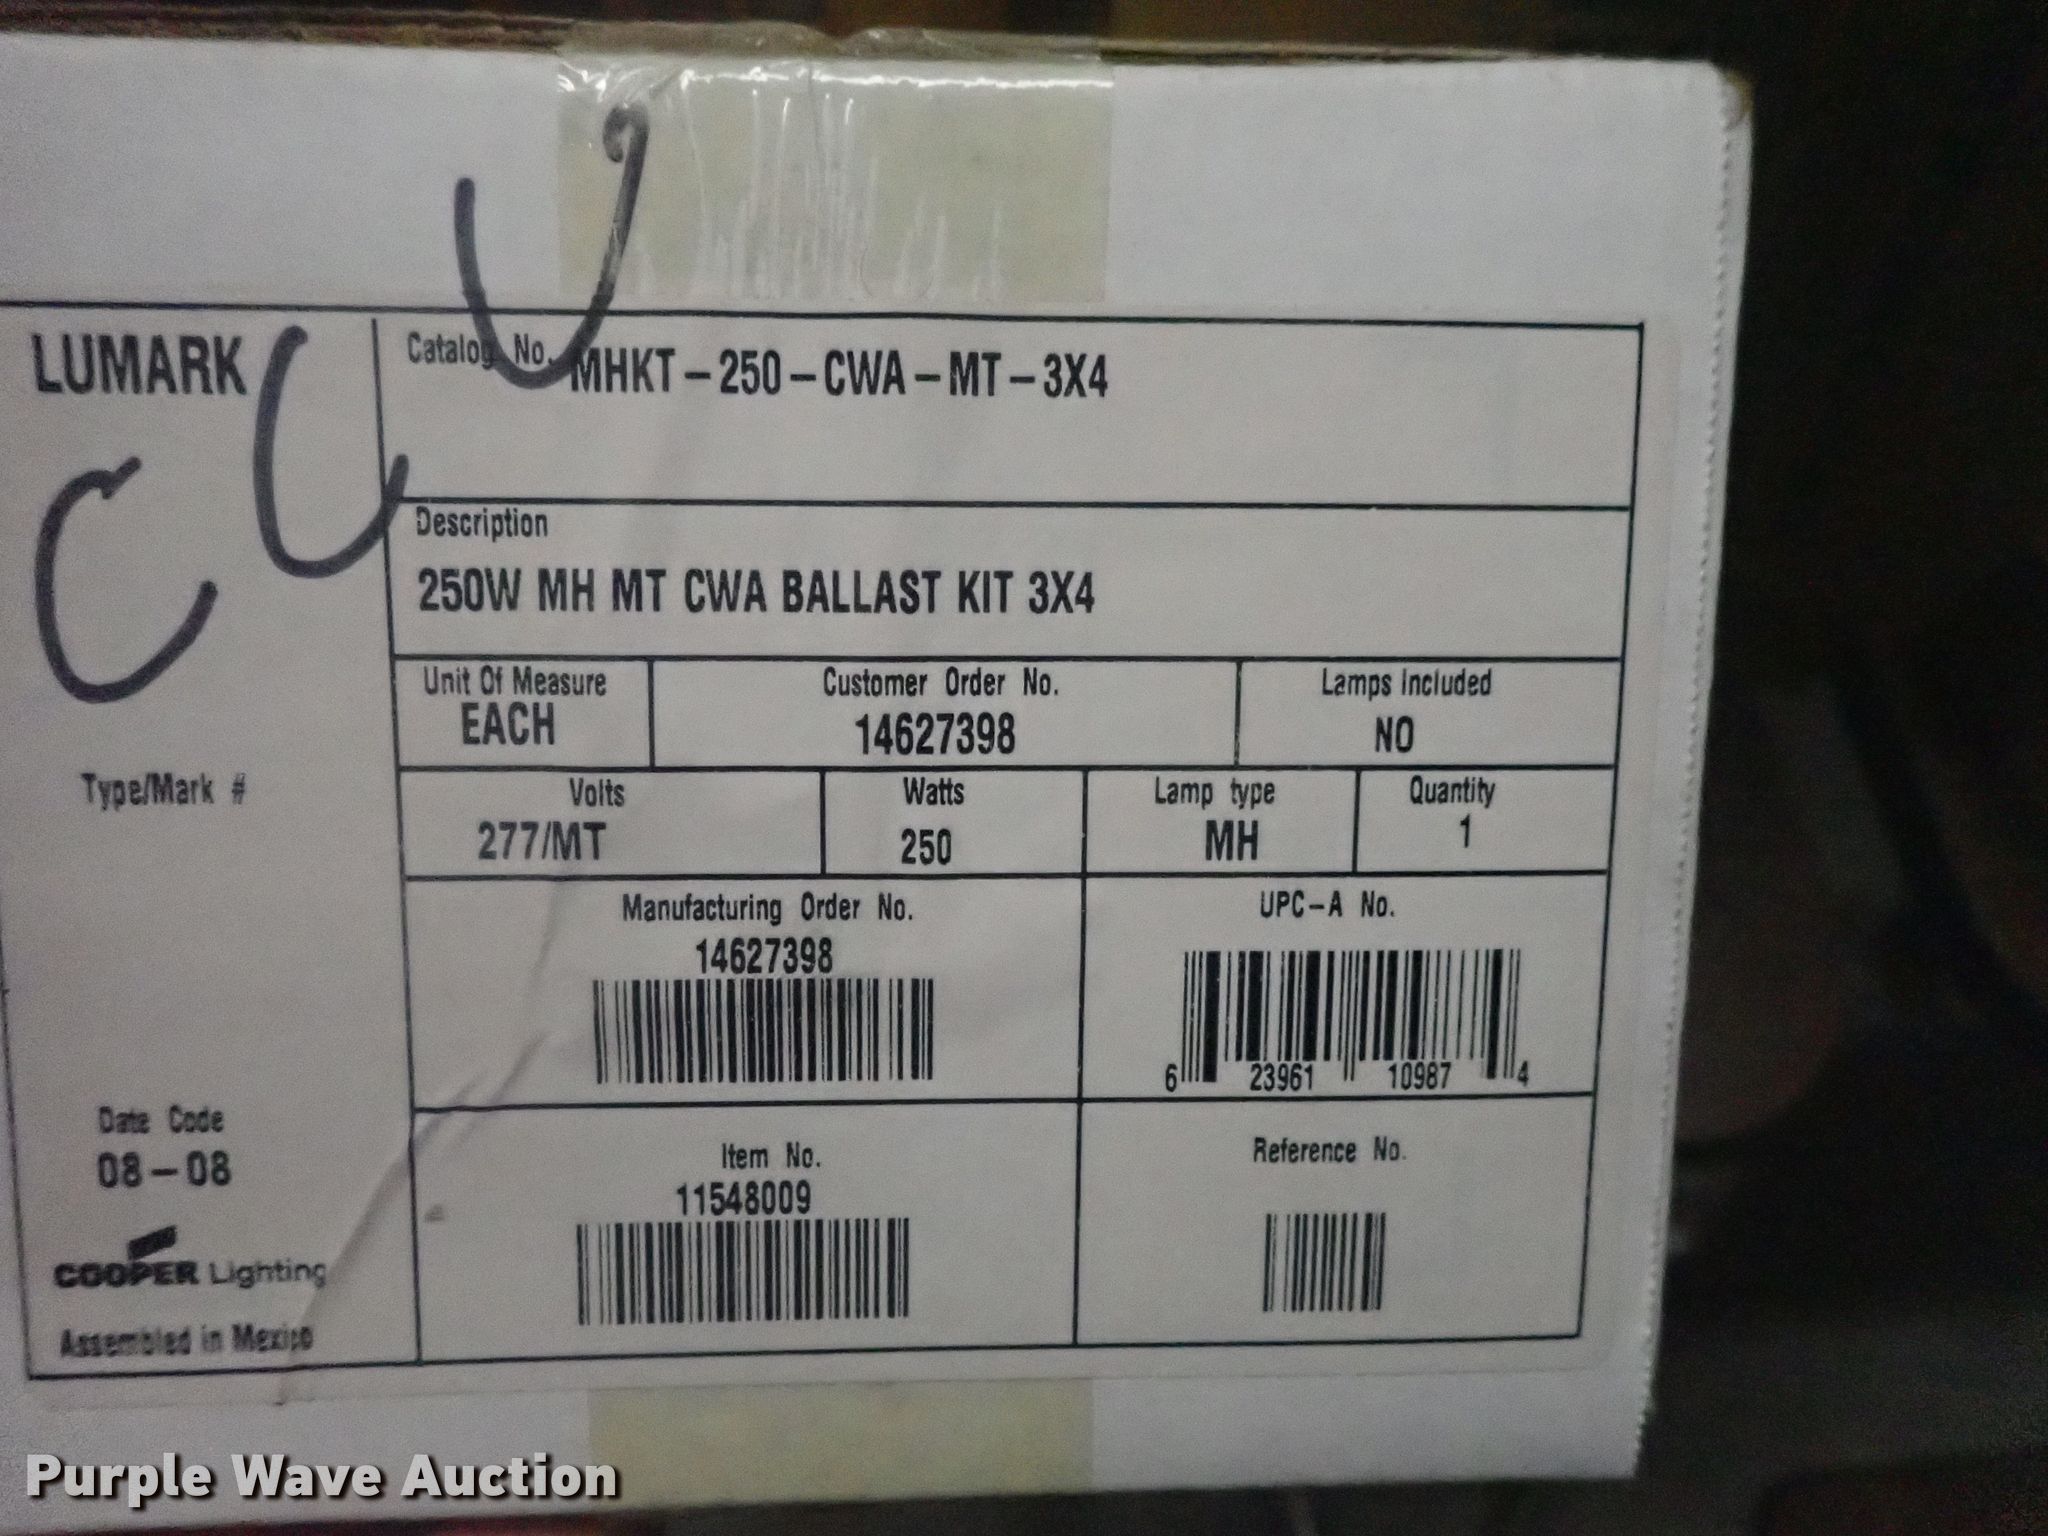 LUMARK
Catalog No. MHKT-250-CWA-MT-3X4
Description
250W MH MT CWA BALLAST KIT 3X4
Unit Of Measure
EACH
Customer Order No.
14627398
Lamps Included
NO
Type/Mark #
Volts
277/MT
Watts
250
Lamp type
MH
Quantity
1
Manufacturing Order No.
14627398
UPC-A No.
6 23961 10987 4
Date Code
08-08
Item No.
11548009
Reference No.
COOPER Lighting
Assembled in Mexico
Purple Wave Auction